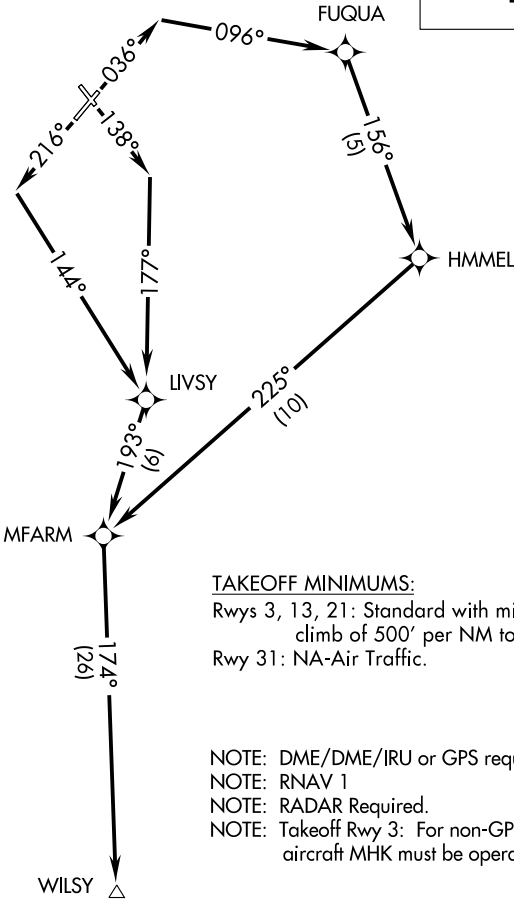 FUQUA
096°
036°
138°
216°
156°
(5)
144°
177°
HMMEL
LIVSY
225°
(10)
193°
(6)
MFARM
TAKEOFF MINIMUMS:
Rwys 3, 13, 21: Standard with
climb of 500' per NM to
Rwy 31: NA-Air Traffic.
174°
(26)
NOTE: DME/DME/IRU or GPS
NOTE: RNAV 1
NOTE: RADAR Required.
NOTE: Takeoff Rwy 3: For non-GP
aircraft MHK must be
WILSY